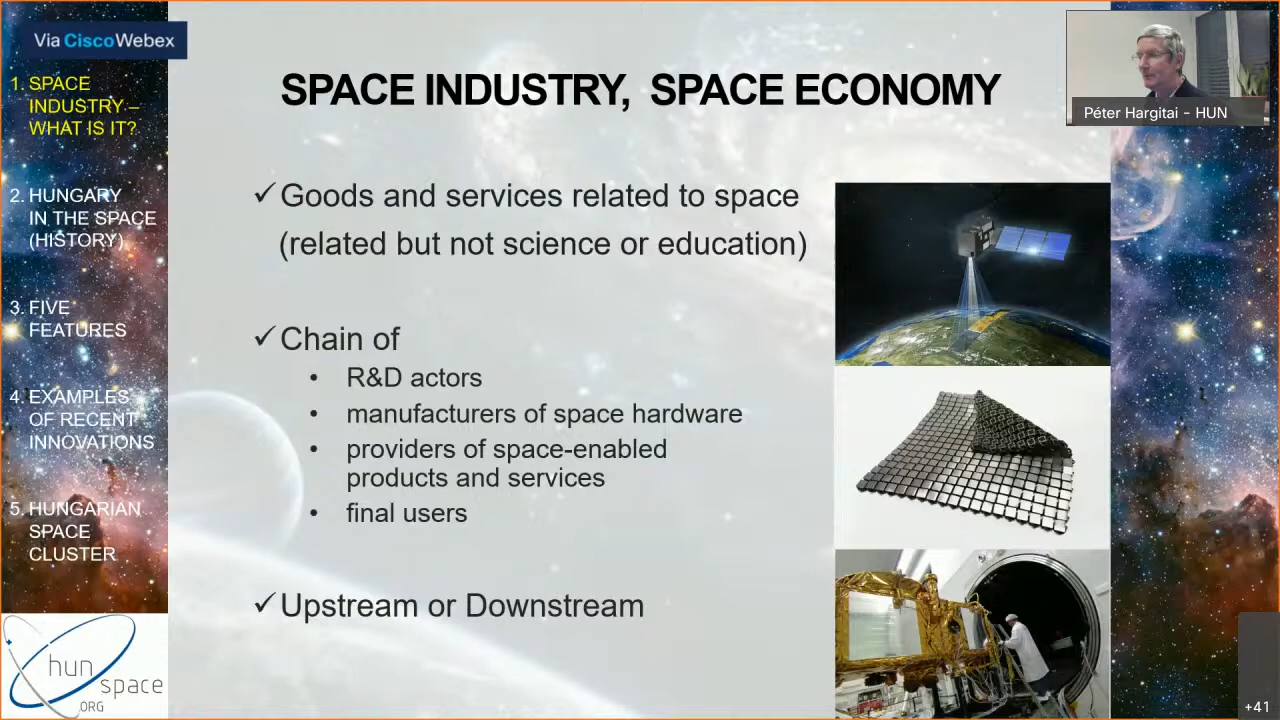 Via Cisco Webex
1. SPACE
INDUSTRY –
WHAT IS IT?
2. HUNGARY
IN THE SPACE
(HISTORY)
3. FIVE
FEATURES
4. EXAMPLES
OF RECENT
INNOVATIONS
5. HUNGARIAN
SPACE
CLUSTER
hun
space
.ORG
SPACE INDUSTRY, SPACE ECONOMY
✓ Goods and services related to space
(related but not science or education)
✓ Chain of
• R&D actors
• manufacturers of space hardware
• providers of space-enabled
products and services
• final users
✓ Upstream or Downstream
Péter Hargitai - HUN
+41